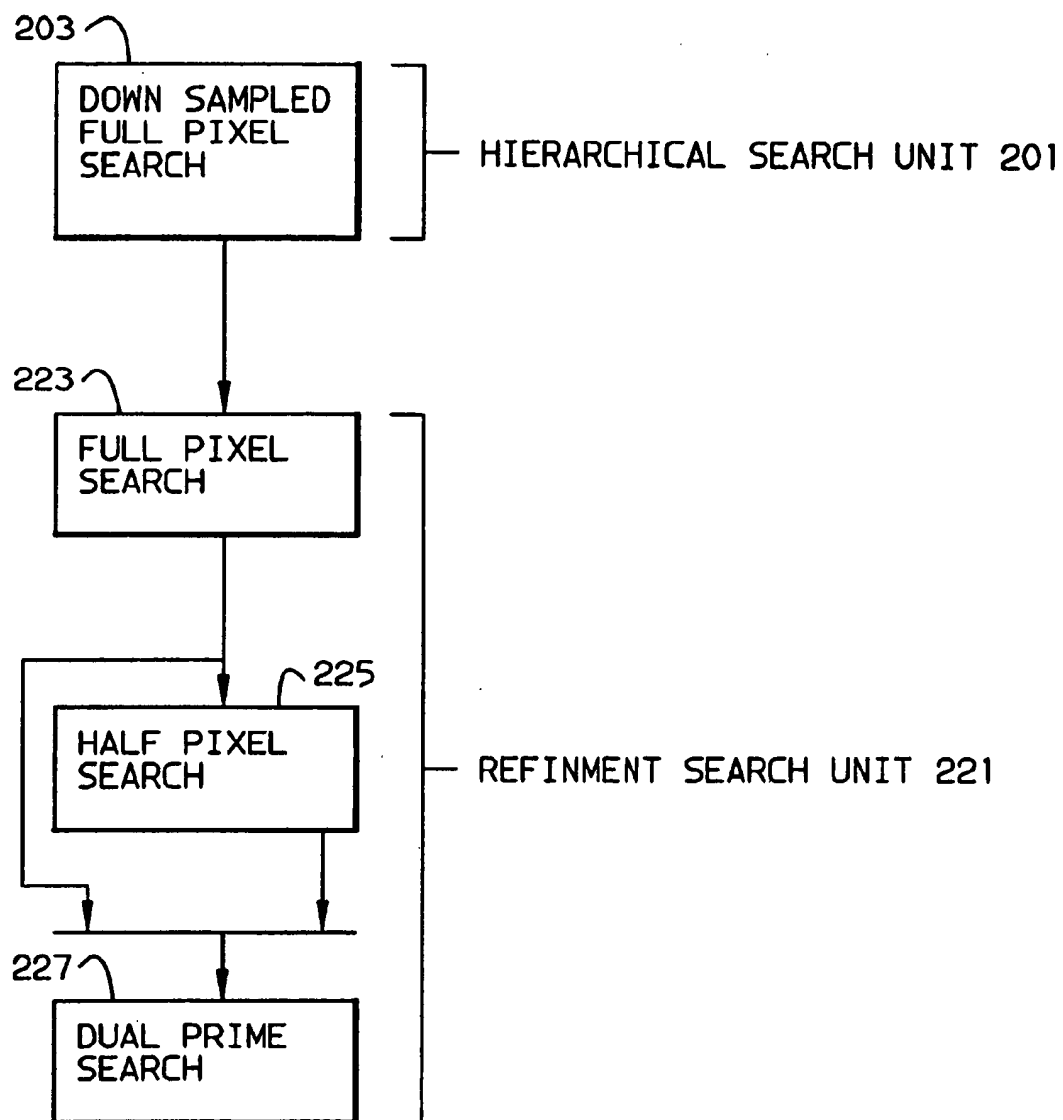 203
DOWN SAMPLED
FULL PIXEL
SEARCH
HIERARCHICAL SEARCH UNIT 201
223
FULL PIXEL
SEARCH
225
HALF PIXEL
SEARCH
REFINMENT SEARCH UNIT 221
227
DUAL PRIME
SEARCH